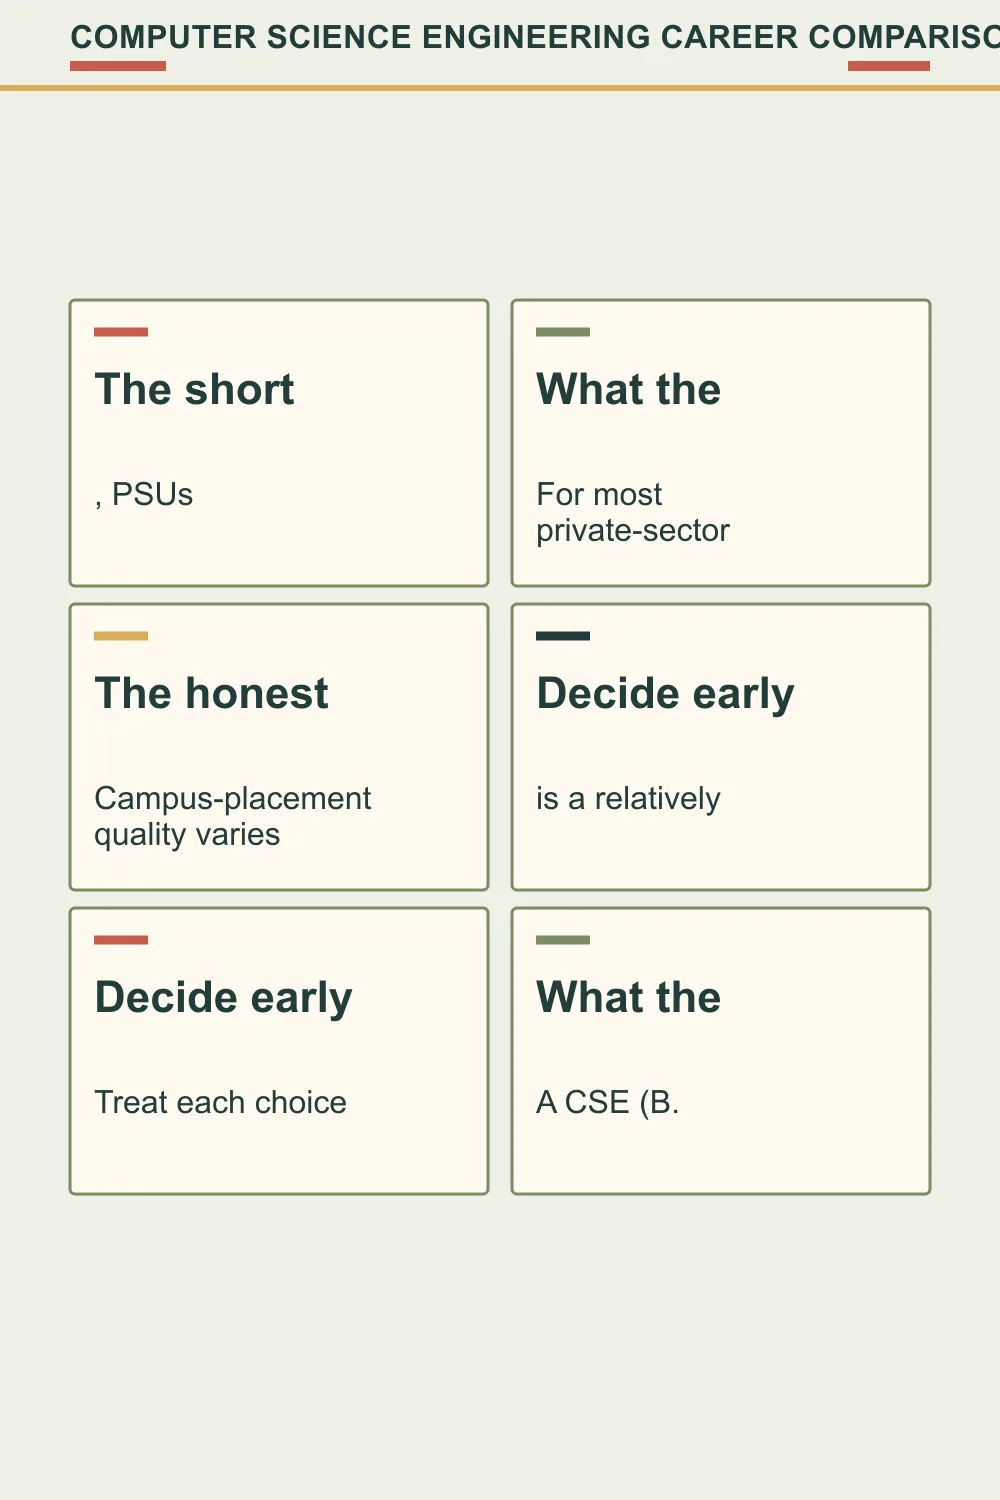 COMPUTER SCIENCE ENGINEERING CAREER COMPARISO
The short
, PSUs
What the
For most
private-sector
The honest
Campus-placement
quality varies
Decide early
is a relatively
Decide early
Treat each choice
What the
A CSE (B.